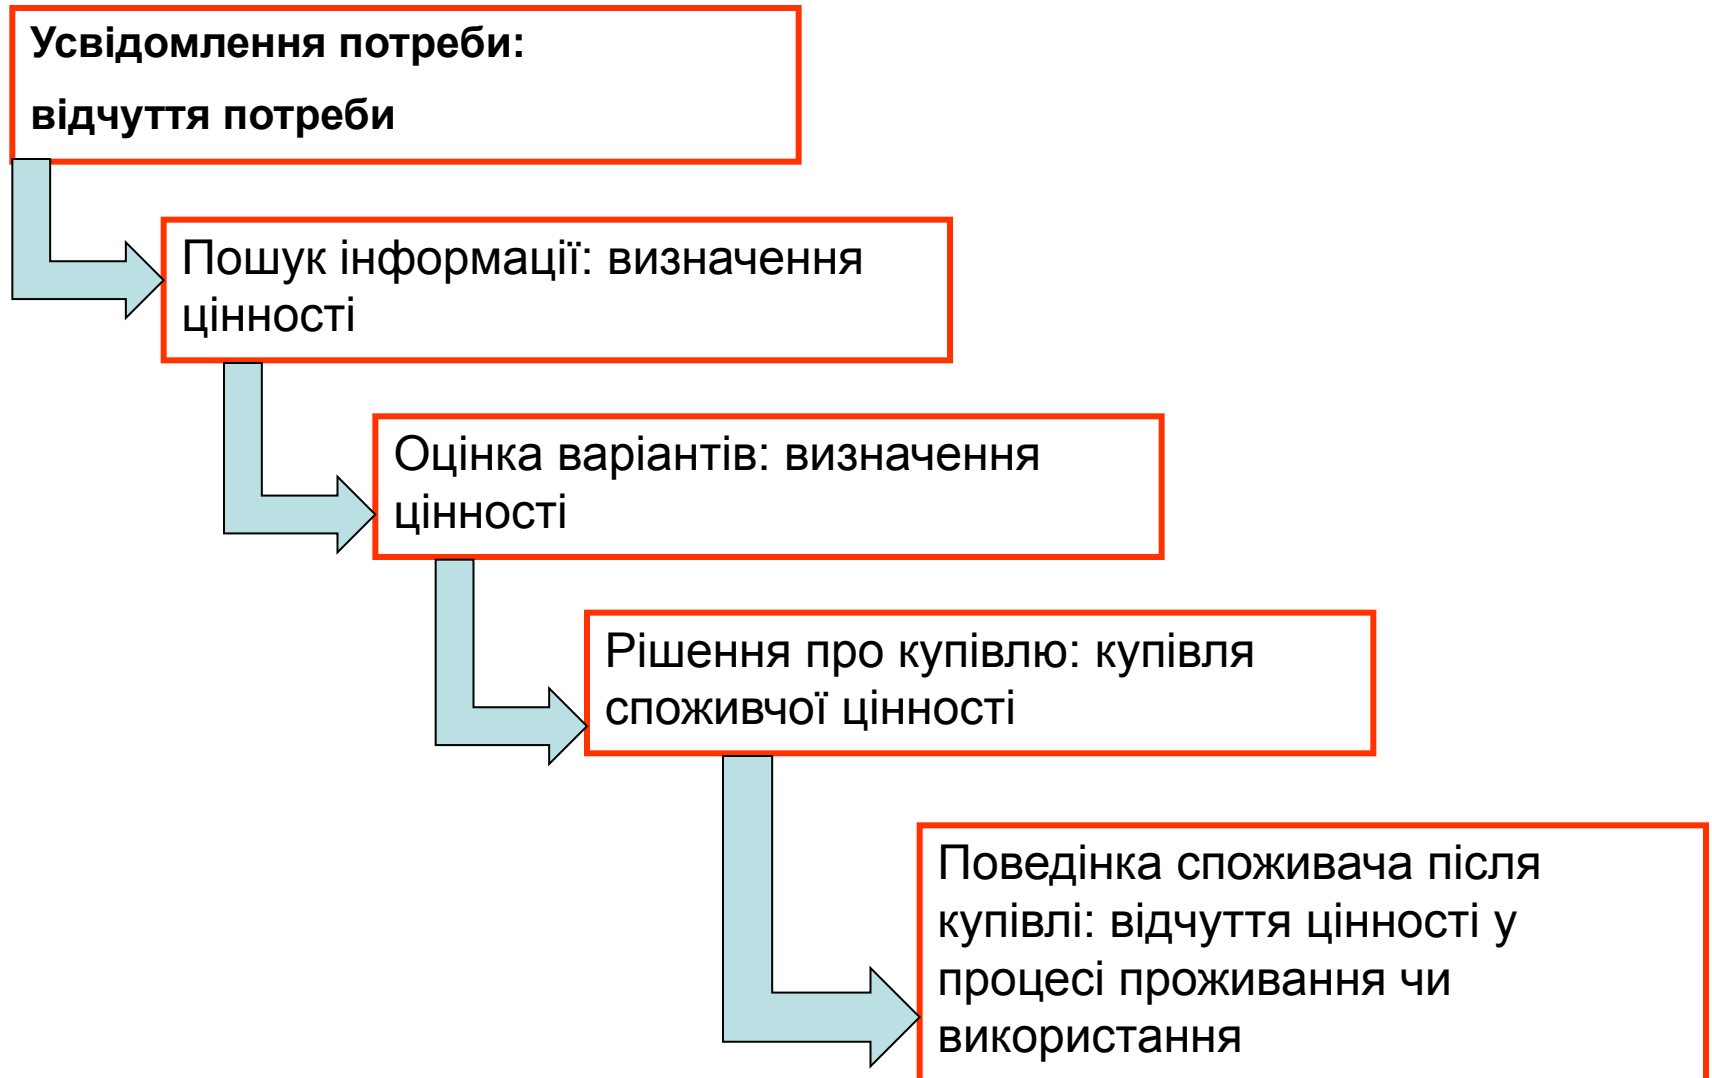 Усвідомлення потреби:
відчуття потреби
Пошук інформації: визначення
цінності
Оцінка варіантів: визначення
цінності
Рішення про купівлю: купівля
споживчої цінності
Поведінка споживача після
купівлі: відчуття цінності у
процесі проживання чи
використання